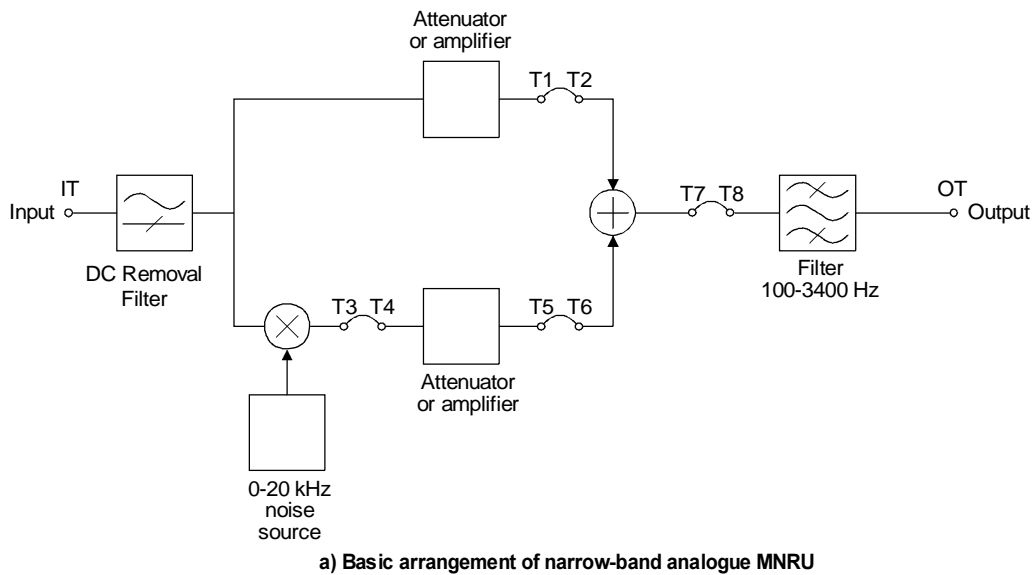 Attenuator
or amplifier
T1 T2
IT
Input
DC Removal
Filter
T7 T8
Filter
100-3400 Hz
OT
Output
T3 T4
Attenuator
or amplifier
T5 T6
0-20 kHz
noise
source
a) Basic arrangement of narrow-band analogue MNRU